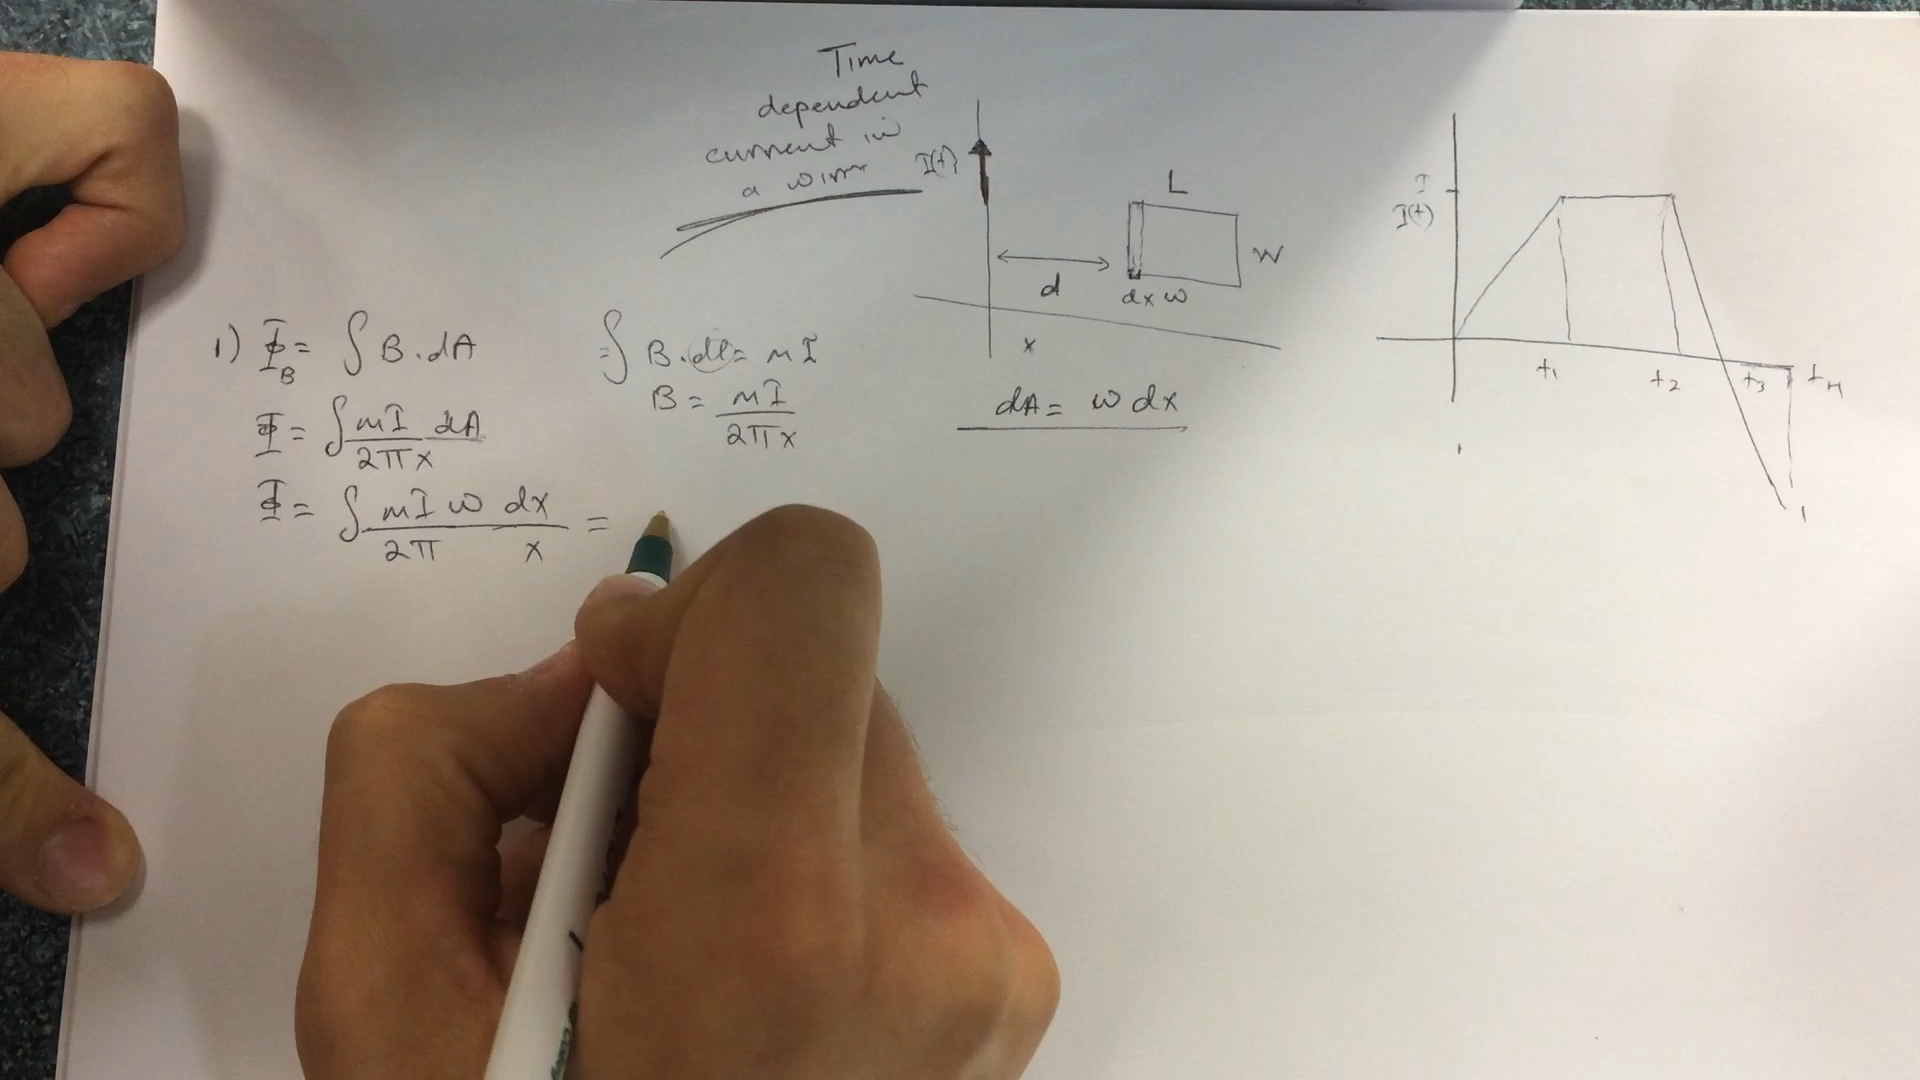 Time
dependent
current in
a wire
I(t)
L
W
d
dx w
x
dA = w dx
I
I(t)
t1
t2
t3
t4
1) Φ_B = ∫ B · dA
∫ B · dl = μI
B = μI / 2πx
Φ = ∫ μI / 2πx dA
Φ = ∫ μI w dx / 2π x =